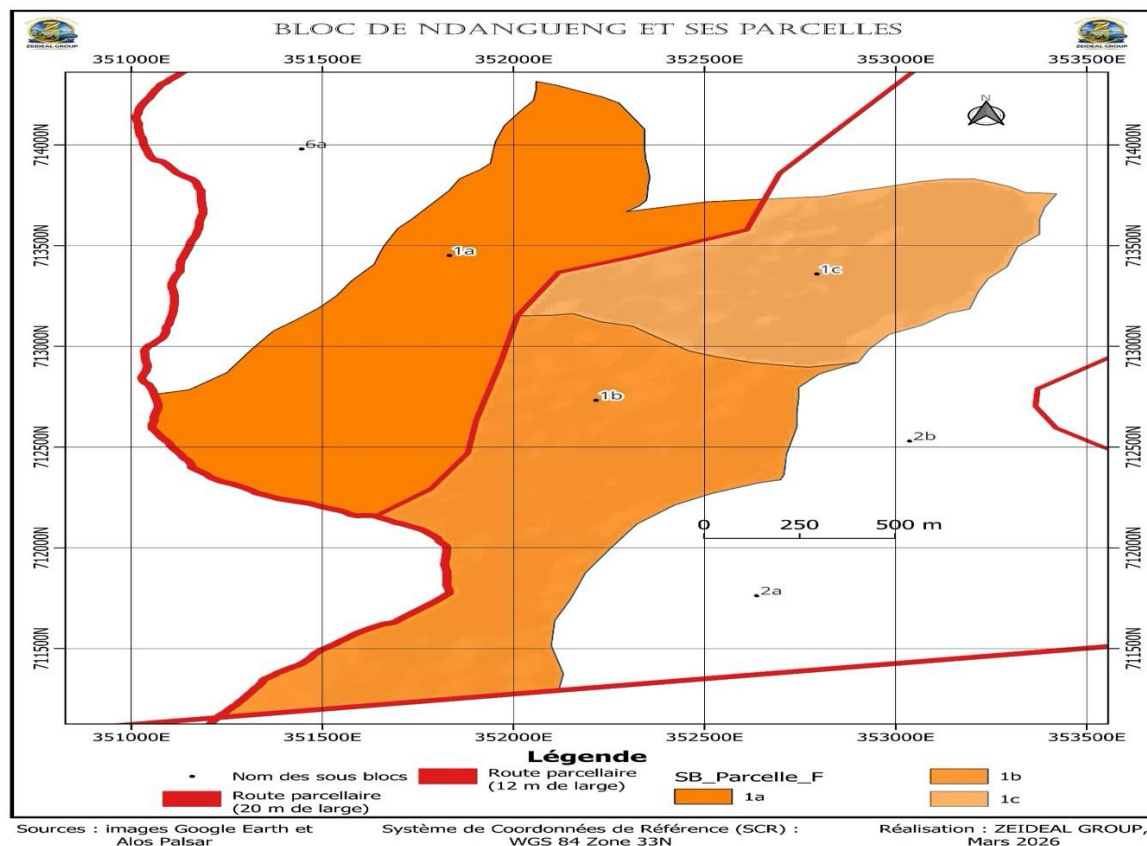 BLOC DE NDANGUENG ET SES PARCELLES
ZEIDEAL GROUP
ZEIDEAL GROUP
351000E 351500E 352000E 352500E 353000E 353500E
714000N 714000N
6a
713500N 713500N
1a
1c
713000N 713000N
1b
712500N 712500N
2b
N
0 250 500 m
712000N 712000N
2a
711500N 711500N
351000E 351500E 352000E 352500E 353000E 353500E
Légende
Nom des sous blocs
Route parcellaire
(20 m de large)
Route parcellaire
(12 m de large)
SB_Parcelle_F
1a
1b
1c
Sources : images Google Earth et
Alos Palsar
Système de Coordonnées de Référence (SCR) :
WGS 84 Zone 33N
Réalisation : ZEIDEAL GROUP,
Mars 2026